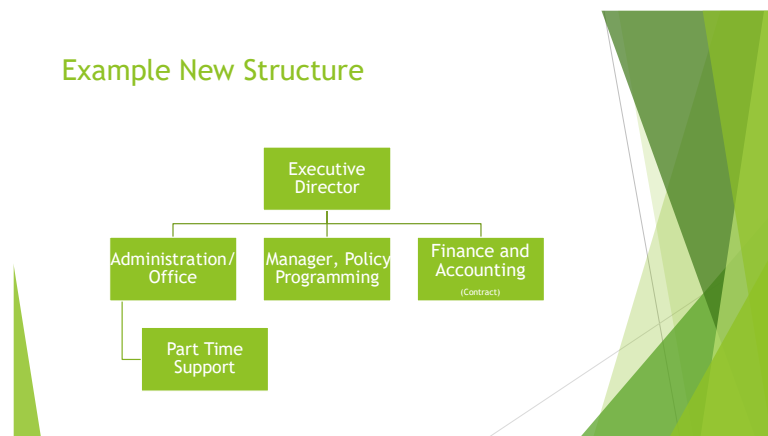 Example New Structure
Executive
Director
Administration/
Office
Manager, Policy
Programming
Finance and
Accounting
(Contract)
Part Time
Support